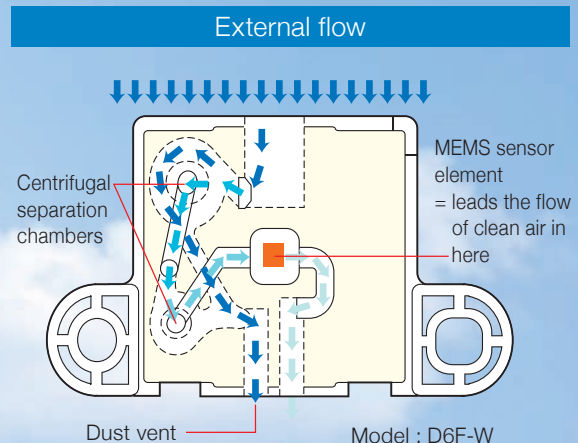 External flow
Centrifugal
separation
chambers
MEMS sensor
element
= leads the flow
of clean air in
here
Dust vent
Model : D6F-W